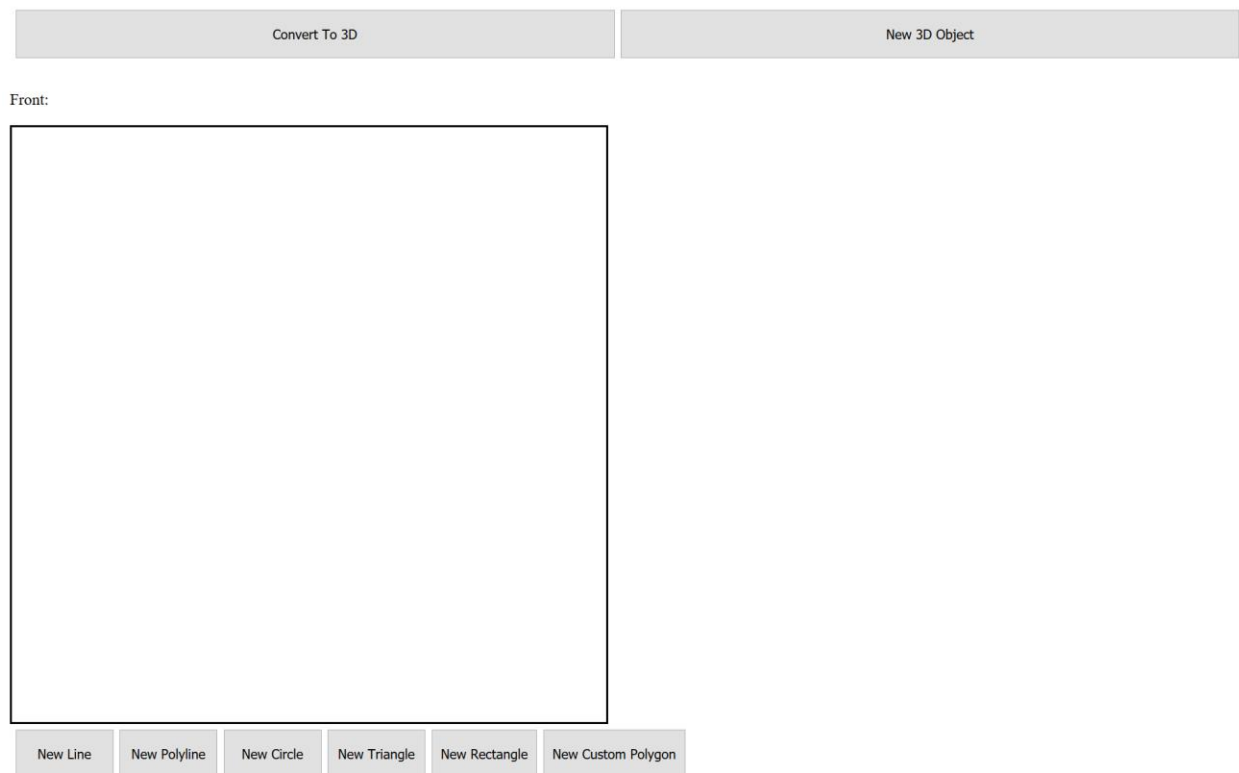 Convert To 3D New 3D Object
Front:
New Line New Polyline New Circle New Triangle New Rectangle New Custom Polygon